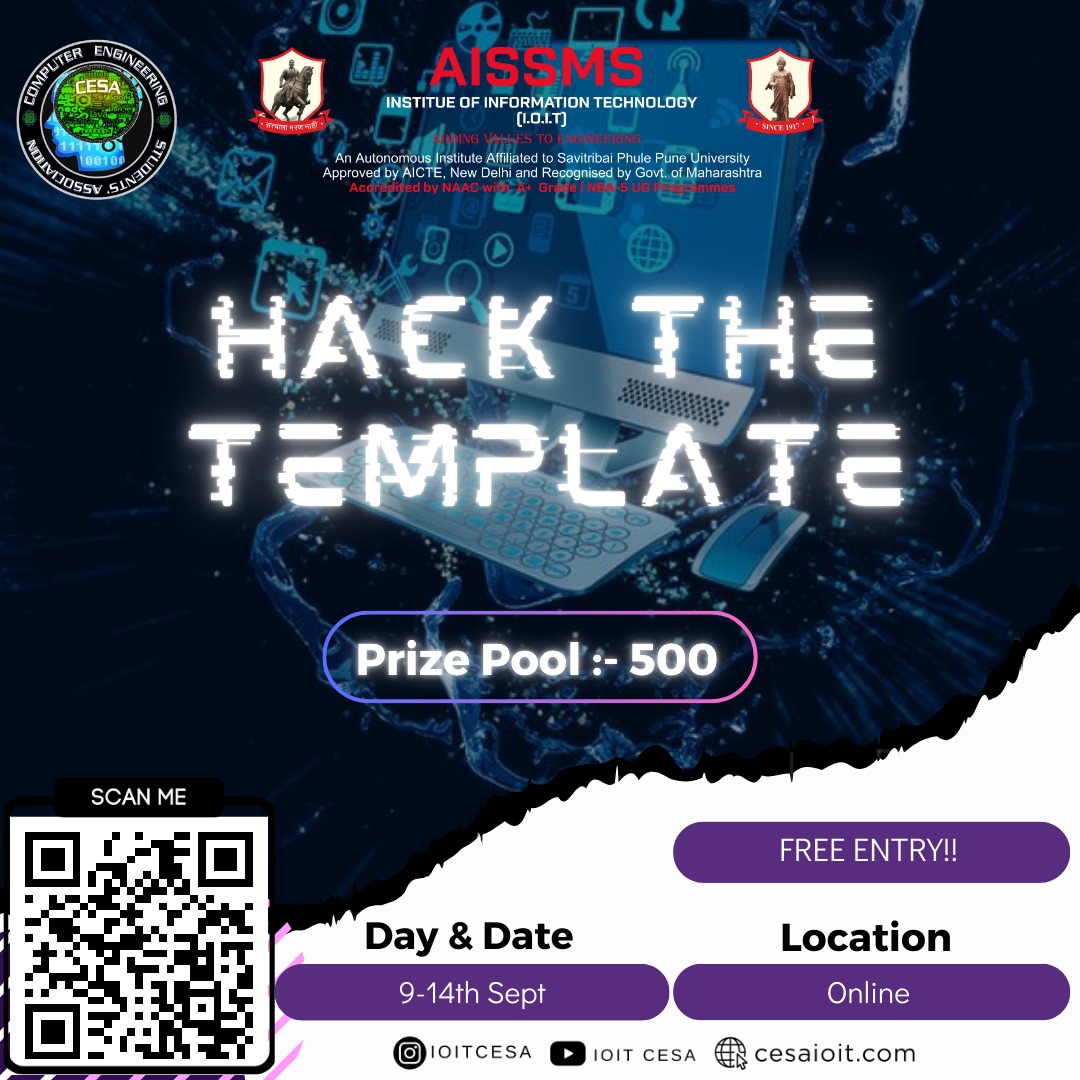 COMPUTER ENGINEERING STUDENTS' ASSOCIATION
CESA
AISSMS
INSTITUE OF INFORMATION TECHNOLOGY
(I.O.I.T)
ADDING VALUES TO ENGINEERING
An Autonomous Institute Affiliated to Savitribai Phule Pune University
Approved by AICTE, New Delhi and Recognised by Govt. of Maharashtra
Accredited by NAAC with A+ Grade | NBA-5 UG Programmes
SINCE 1917
HACK THE
TEMPLATE
Prize Pool :- 500
SCAN ME
FREE ENTRY!!
Day & Date
Location
9-14th Sept
Online
IOITCESA
IOIT CESA
cesaioit.com